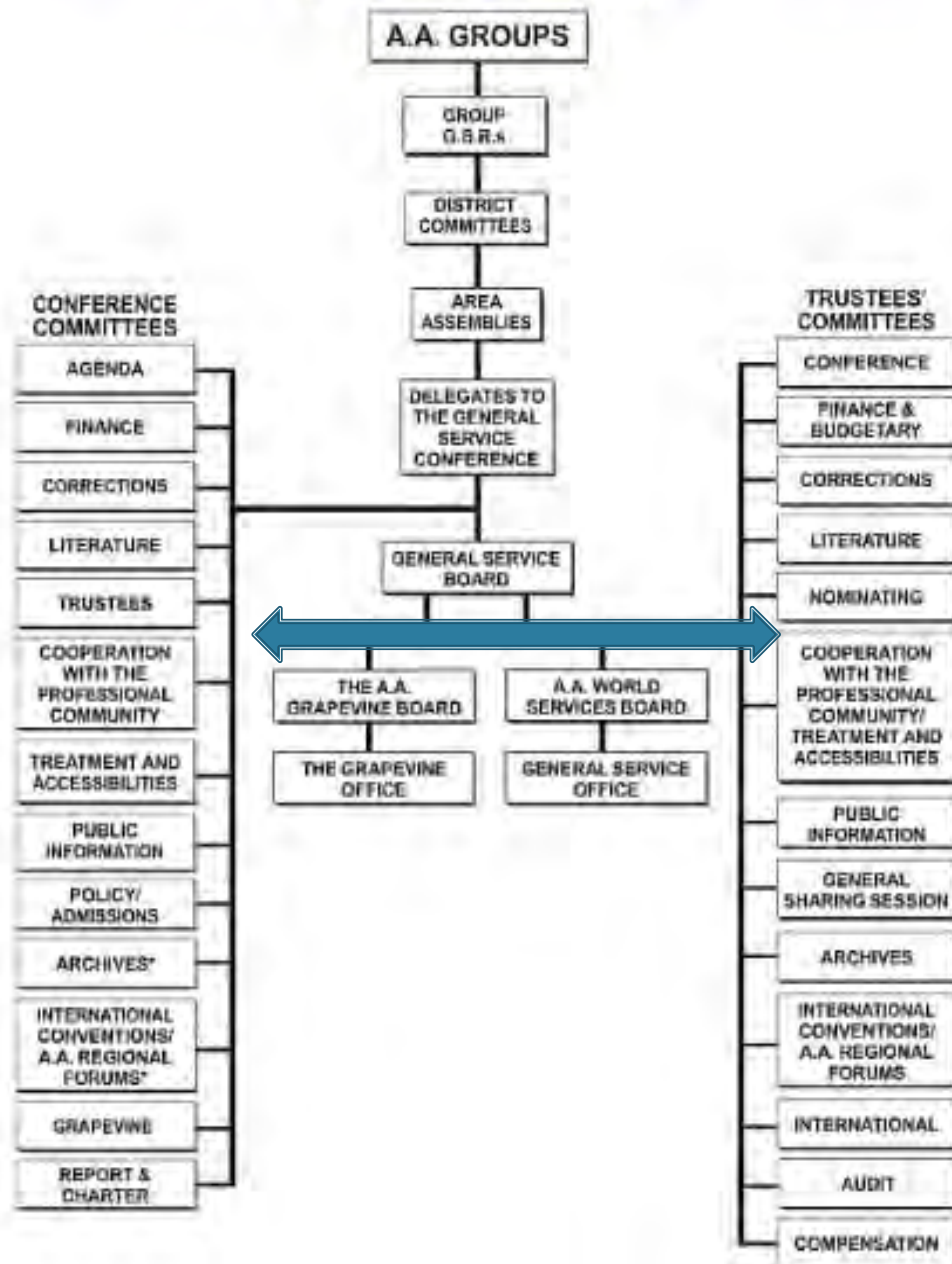 A.A. GROUPS
GROUP
G.S.R.s
DISTRICT
COMMITTEES
AREA
ASSEMBLIES
DELEGATES TO
THE GENERAL
SERVICE
CONFERENCE
GENERAL SERVICE
BOARD
THE A.A.
GRAPEVINE BOARD
THE GRAPEVINE
OFFICE
A.A. WORLD
SERVICES BOARD
GENERAL SERVICE
OFFICE
CONFERENCE
COMMITTEES
AGENDA
FINANCE
CORRECTIONS
LITERATURE
TRUSTEES
COOPERATION
WITH THE
PROFESSIONAL
COMMUNITY
TREATMENT AND
ACCESSIBILITIES
PUBLIC
INFORMATION
POLICY/
ADMISSIONS
ARCHIVES*
INTERNATIONAL
CONVENTIONS/
A.A. REGIONAL
FORUMS*
GRAPEVINE
REPORT &
CHARTER
TRUSTEES'
COMMITTEES
CONFERENCE
FINANCE &
BUDGETARY
CORRECTIONS
LITERATURE
NOMINATING
COOPERATION
WITH THE
PROFESSIONAL
COMMUNITY/
TREATMENT AND
ACCESSIBILITIES
PUBLIC
INFORMATION
GENERAL
SHARING SESSION
ARCHIVES
INTERNATIONAL
CONVENTIONS/
A.A. REGIONAL
FORUMS
INTERNATIONAL
AUDIT
COMPENSATION